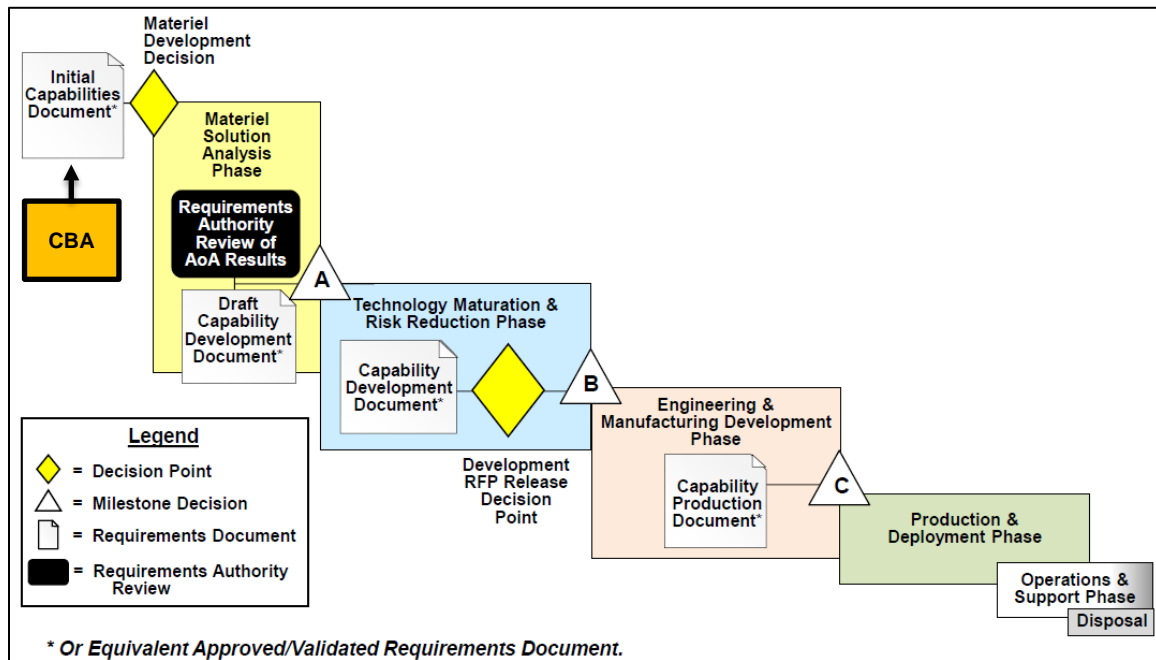 Materiel
Development
Decision
Initial
Capabilities
Document*
CBA
Materiel
Solution
Analysis
Phase
Requirements
Authority
Review of
AoA Results
A
Draft
Capability
Development
Document*
Technology Maturation &
Risk Reduction Phase
Capability
Development
Document*
B
Development
RFP Release
Decision
Point
Engineering &
Manufacturing Development
Phase
Capability
Production
Document*
C
Production &
Deployment Phase
Operations &
Support Phase
Disposal
Legend
= Decision Point
= Milestone Decision
= Requirements Document
= Requirements Authority
Review
* Or Equivalent Approved/Validated Requirements Document.